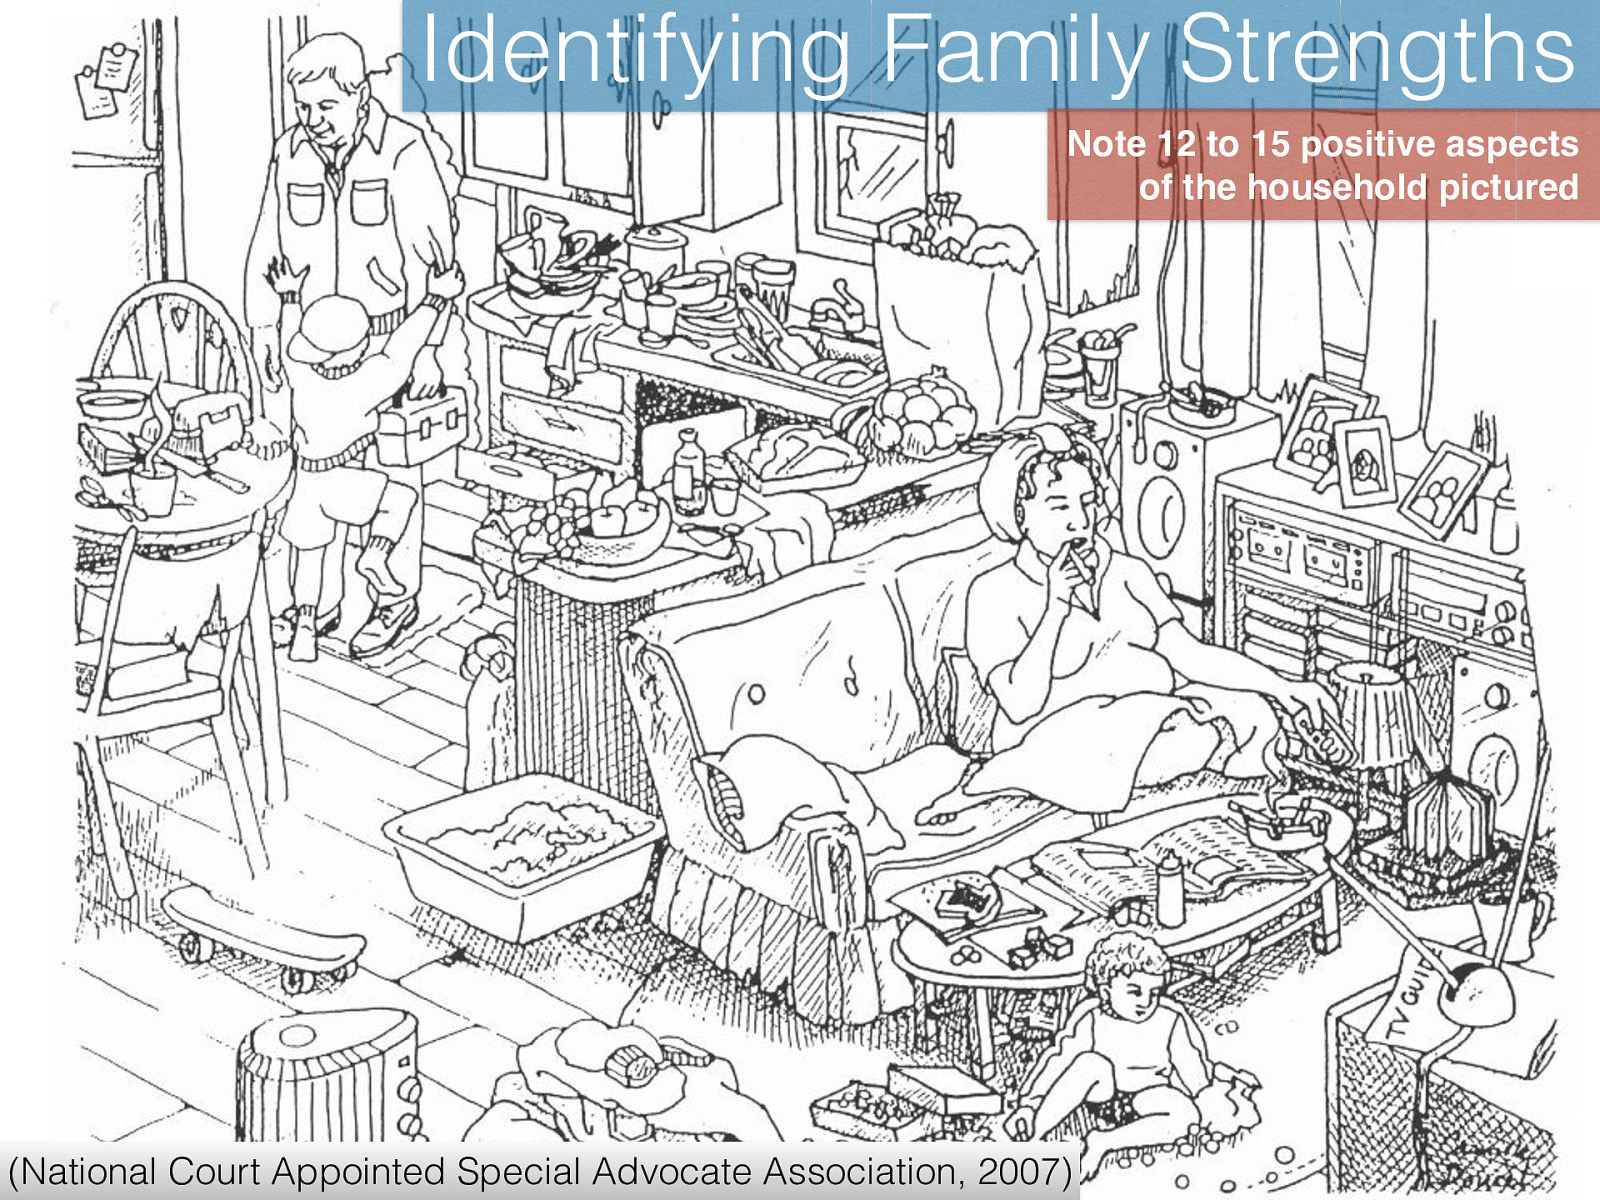 Identifying Family Strengths
Note 12 to 15 positive aspects
of the household pictured
TV GUID
(National Court Appointed Special Advocate Association, 2007)